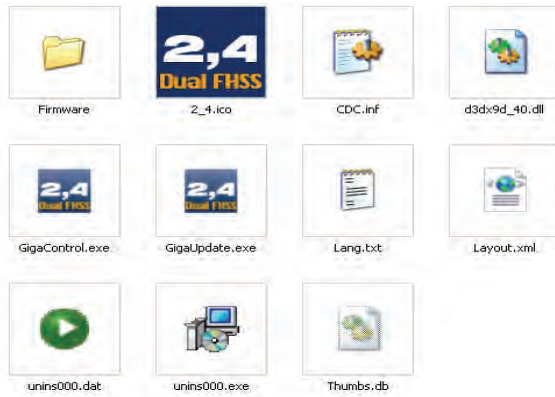 2,4
Dual FHSS
Firmware
2_4.ico
CDC.inf
d3dx9d_40.dll
2,4
Dual FHSS
2,4
Dual FHSS
GigaControl.exe
GigaUpdate.exe
Lang.txt
Layout.xml
unins000.dat
unins000.exe
Thumbs.db